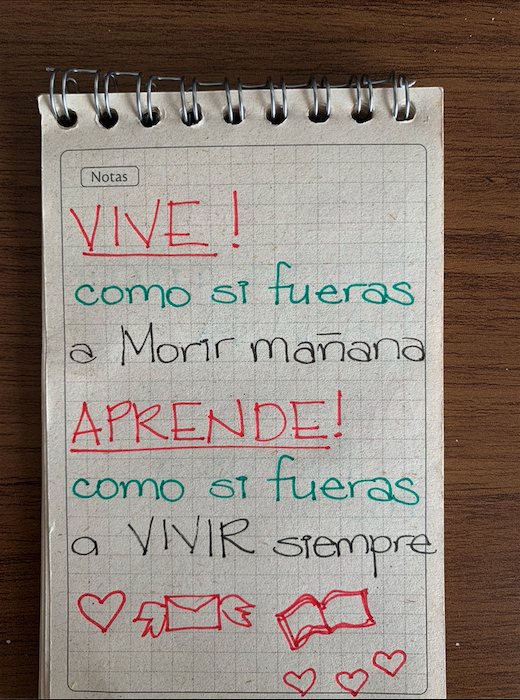 Notas
VIVE!
como si fueras
a Morir mañana
APRENDE!
como si fueras
a VIVIR siempre